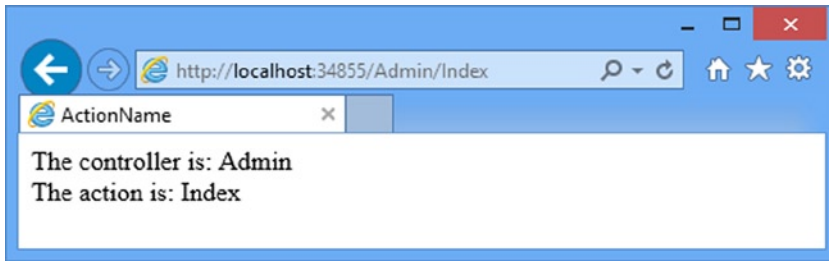 http://localhost:34855/Admin/Index
ActionName
The controller is: Admin
The action is: Index